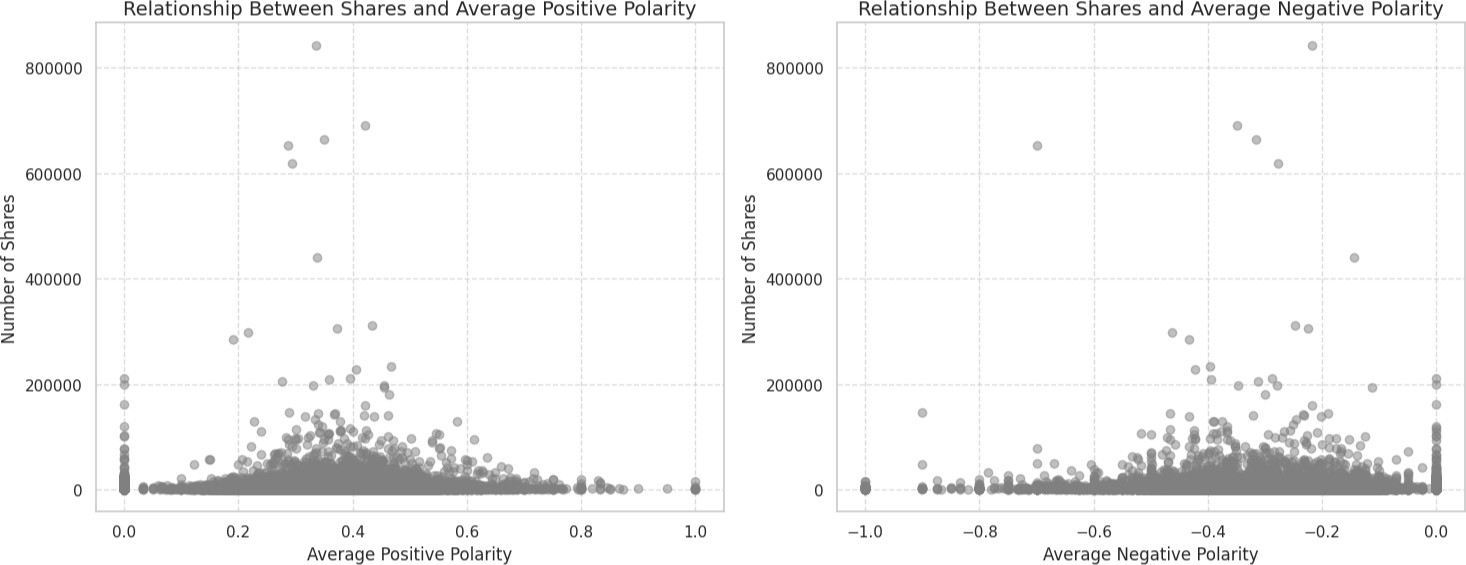 Relationship Between Shares and Average Positive Polarity
800000
600000
400000
200000
0
Number of Shares
0.0 0.2 0.4 0.6 0.8 1.0
Average Positive Polarity
Relationship Between Shares and Average Negative Polarity
800000
600000
400000
200000
0
Number of Shares
−1.0 −0.8 −0.6 −0.4 −0.2 0.0
Average Negative Polarity